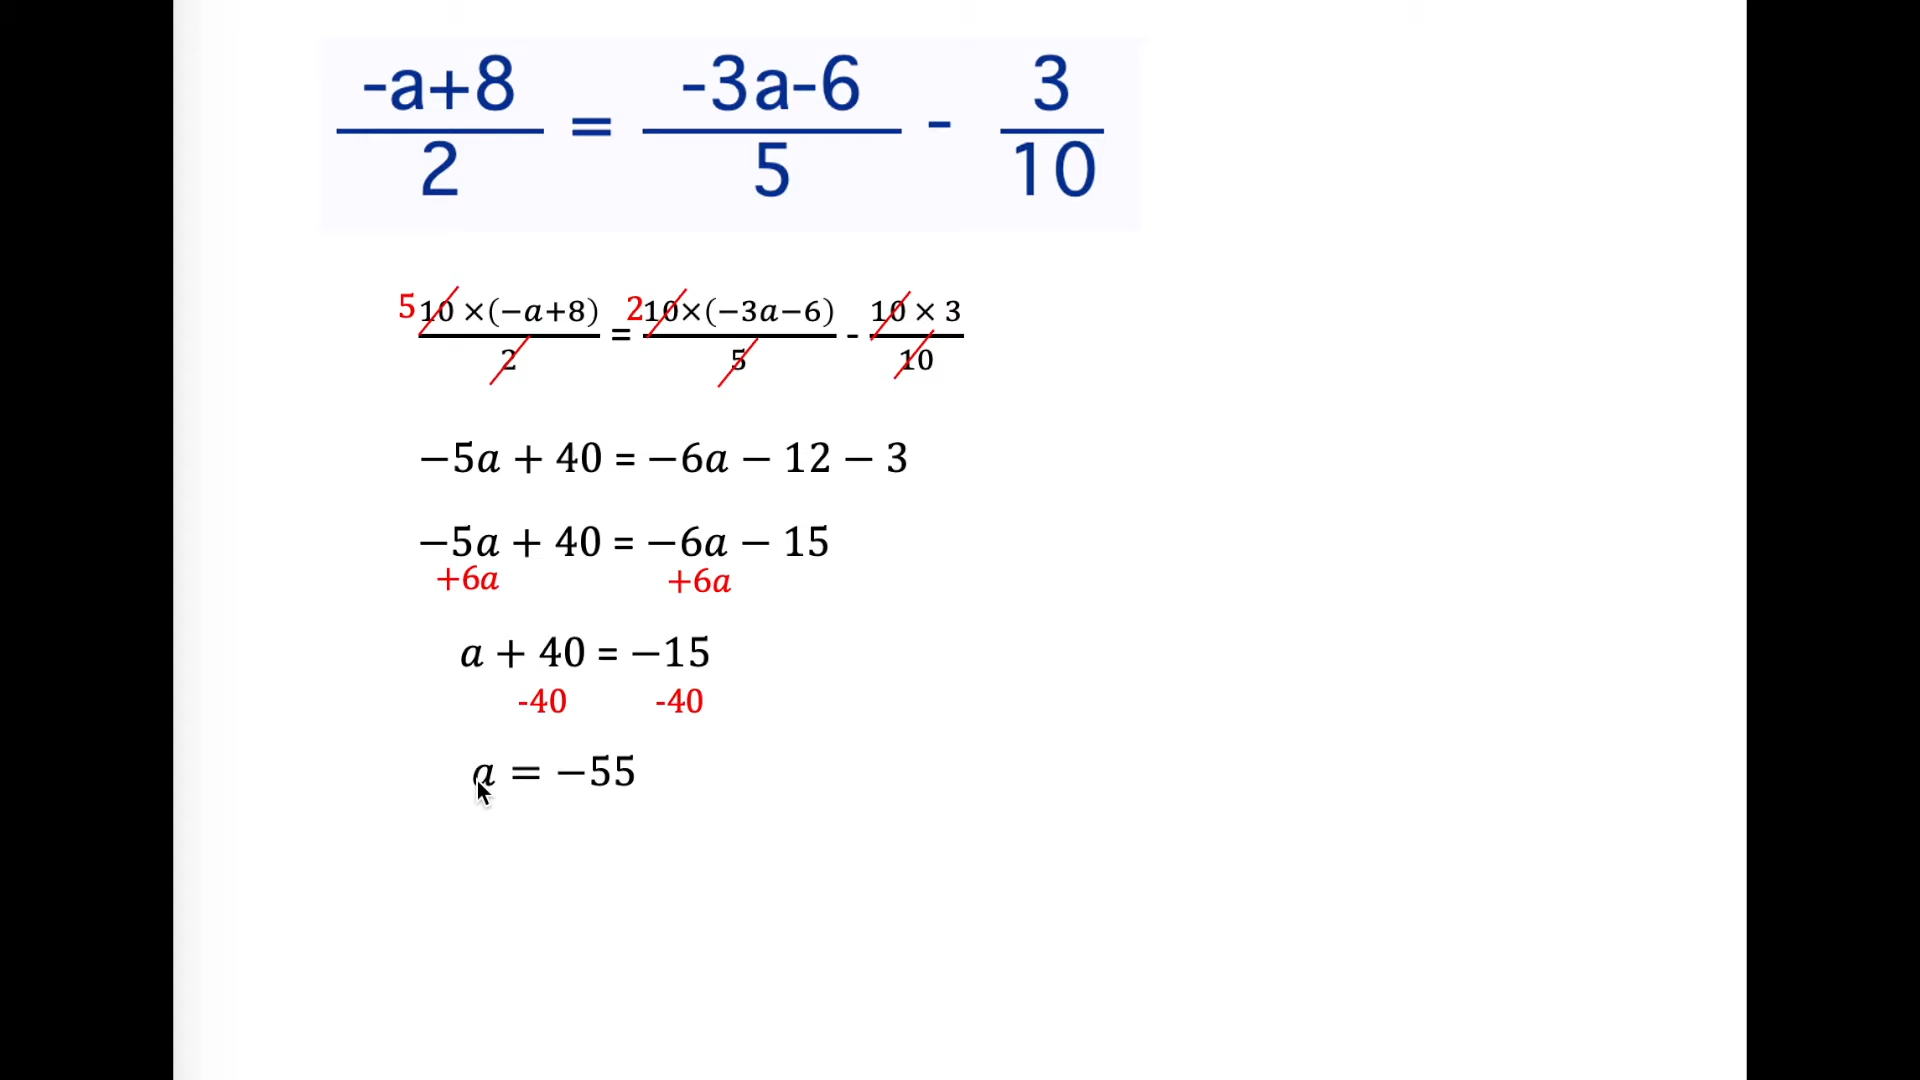 -a+8 = -3a-6 - 3
2 5 10
5 10 ×(−a+8) = 2 10×(−3a−6) - 10 × 3
2 5 10
−5a + 40 = −6a − 12 − 3
−5a + 40 = −6a − 15
+6a +6a
a + 40 = −15
-40 -40
a = −55